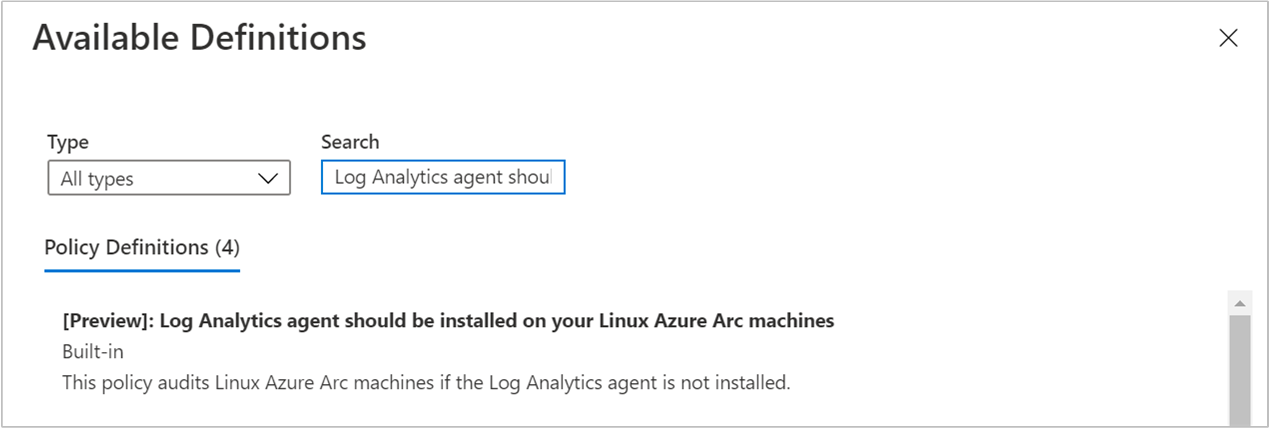 Available Definitions
Type
Search
All types
Log Analytics agent shoul
Policy Definitions (4)
[Preview]: Log Analytics agent should be installed on your Linux Azure Arc machines
Built-in
This policy audits Linux Azure Arc machines if the Log Analytics agent is not installed.